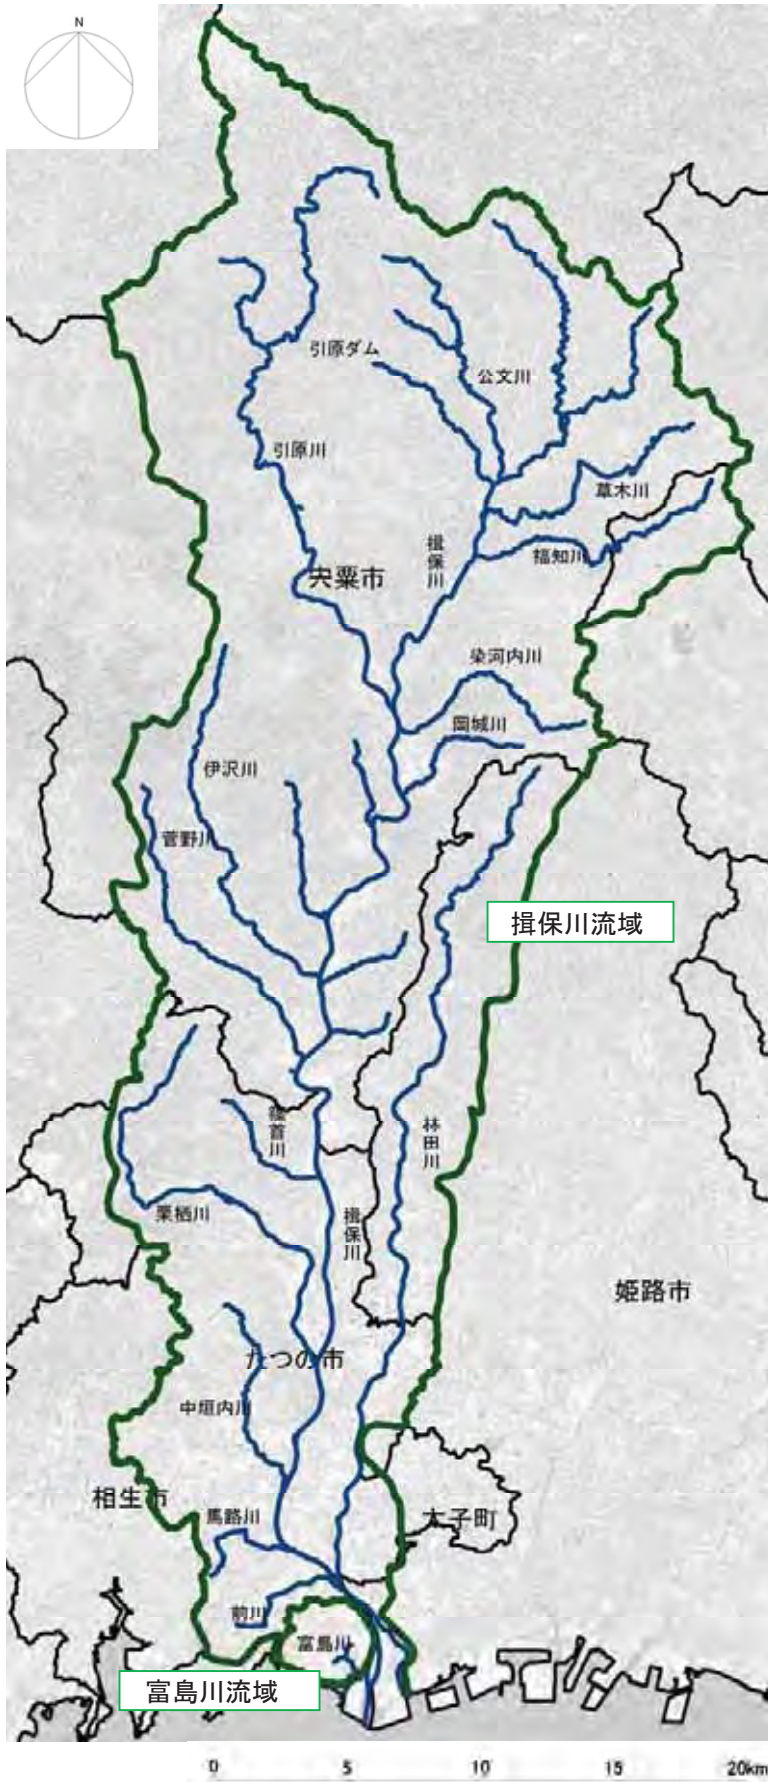 N
引原ダム
公文川
引原川
草木川
揖保川
福知川
宍粟市
染河内川
岡城川
伊沢川
菅野川
揖保川流域
篠首川
林田川
栗栖川
揖保川
姫路市
たつの市
中垣内川
相生市
馬路川
太子町
前川
富島川
富島川流域
0 5 10 15 20km